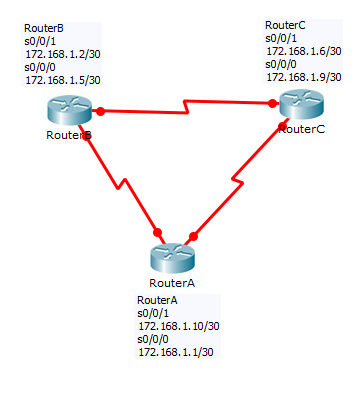 RouterB
s0/0/1
172.168.1.2/30
s0/0/0
172.168.1.5/30
RouterC
s0/0/1
172.168.1.6/30
s0/0/0
172.168.1.9/30
RouterB
RouterC
RouterA
RouterA
s0/0/1
172.168.1.10/30
s0/0/0
172.168.1.1/30